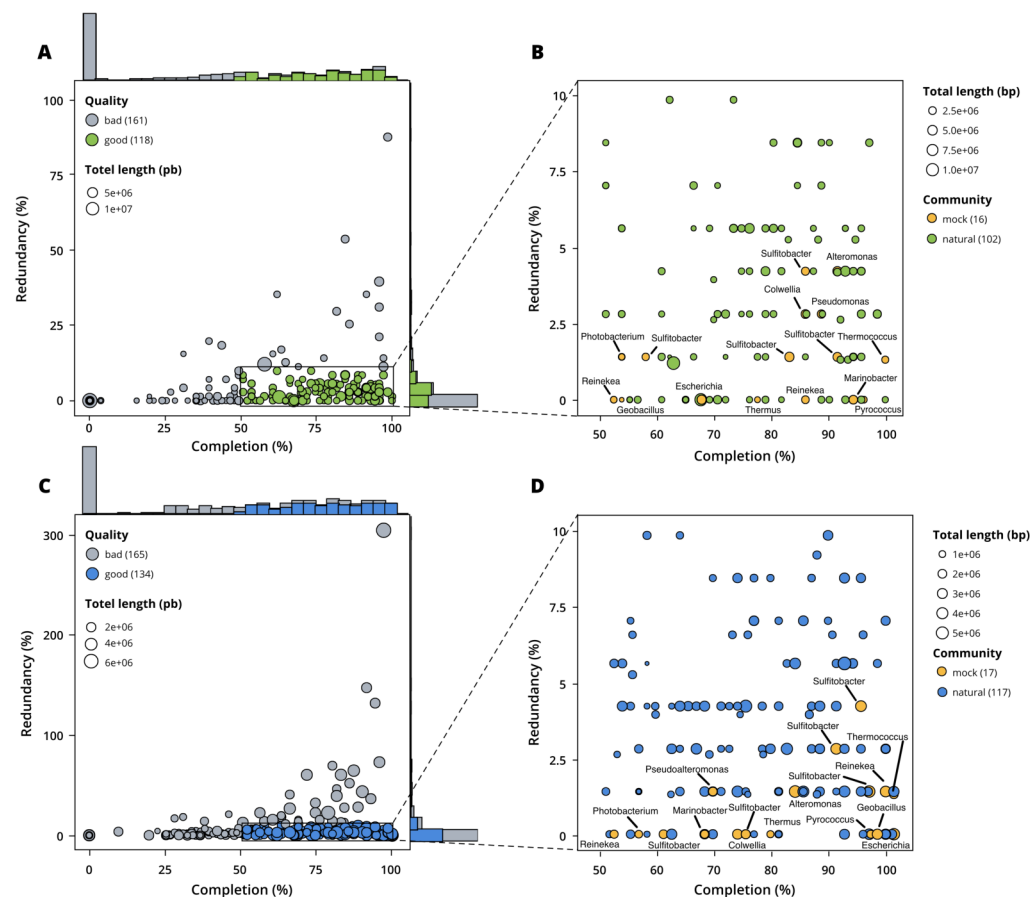 A
Quality
bad (161)
good (118)
Totel length (pb)
5e+06
1e+07
100
75
50
25
0
Redundancy (%)
0
25
50
75
100
Completion (%)
B
10
7.5
5
2.5
0
Redundancy (%)
Sulfitobacter
Alteromonas
Colwellia
Pseudomonas
Photobacterium
Sulfitobacter
Sulfitobacter
Sulfitobacter
Thermococcus
Reinekea
Escherichia
Reinekea
Marinobacter
Geobacillus
Thermus
Pyrococcus
50
60
70
80
90
100
Completion (%)
Total length (bp)
2.5e+06
5.0e+06
7.5e+06
1.0e+07
Community
mock (16)
natural (102)
C
Quality
bad (165)
good (134)
Totel length (pb)
2e+06
4e+06
6e+06
300
200
100
0
Redundancy (%)
0
25
50
75
100
Completion (%)
D
10
7.5
5
2.5
0
Redundancy (%)
Sulfitobacter
Sulfitobacter
Thermococcus
Pseudoalteromonas
Reinekea
Sulfitobacter
Photobacterium
Marinobacter
Sulfitobacter
Alteromonas
Geobacillus
Thermus
Pyrococcus
Reinekea
Sulfitobacter
Colwellia
Escherichia
50
60
70
80
90
100
Completion (%)
Total length (bp)
1e+06
2e+06
3e+06
4e+06
5e+06
Community
mock (17)
natural (117)